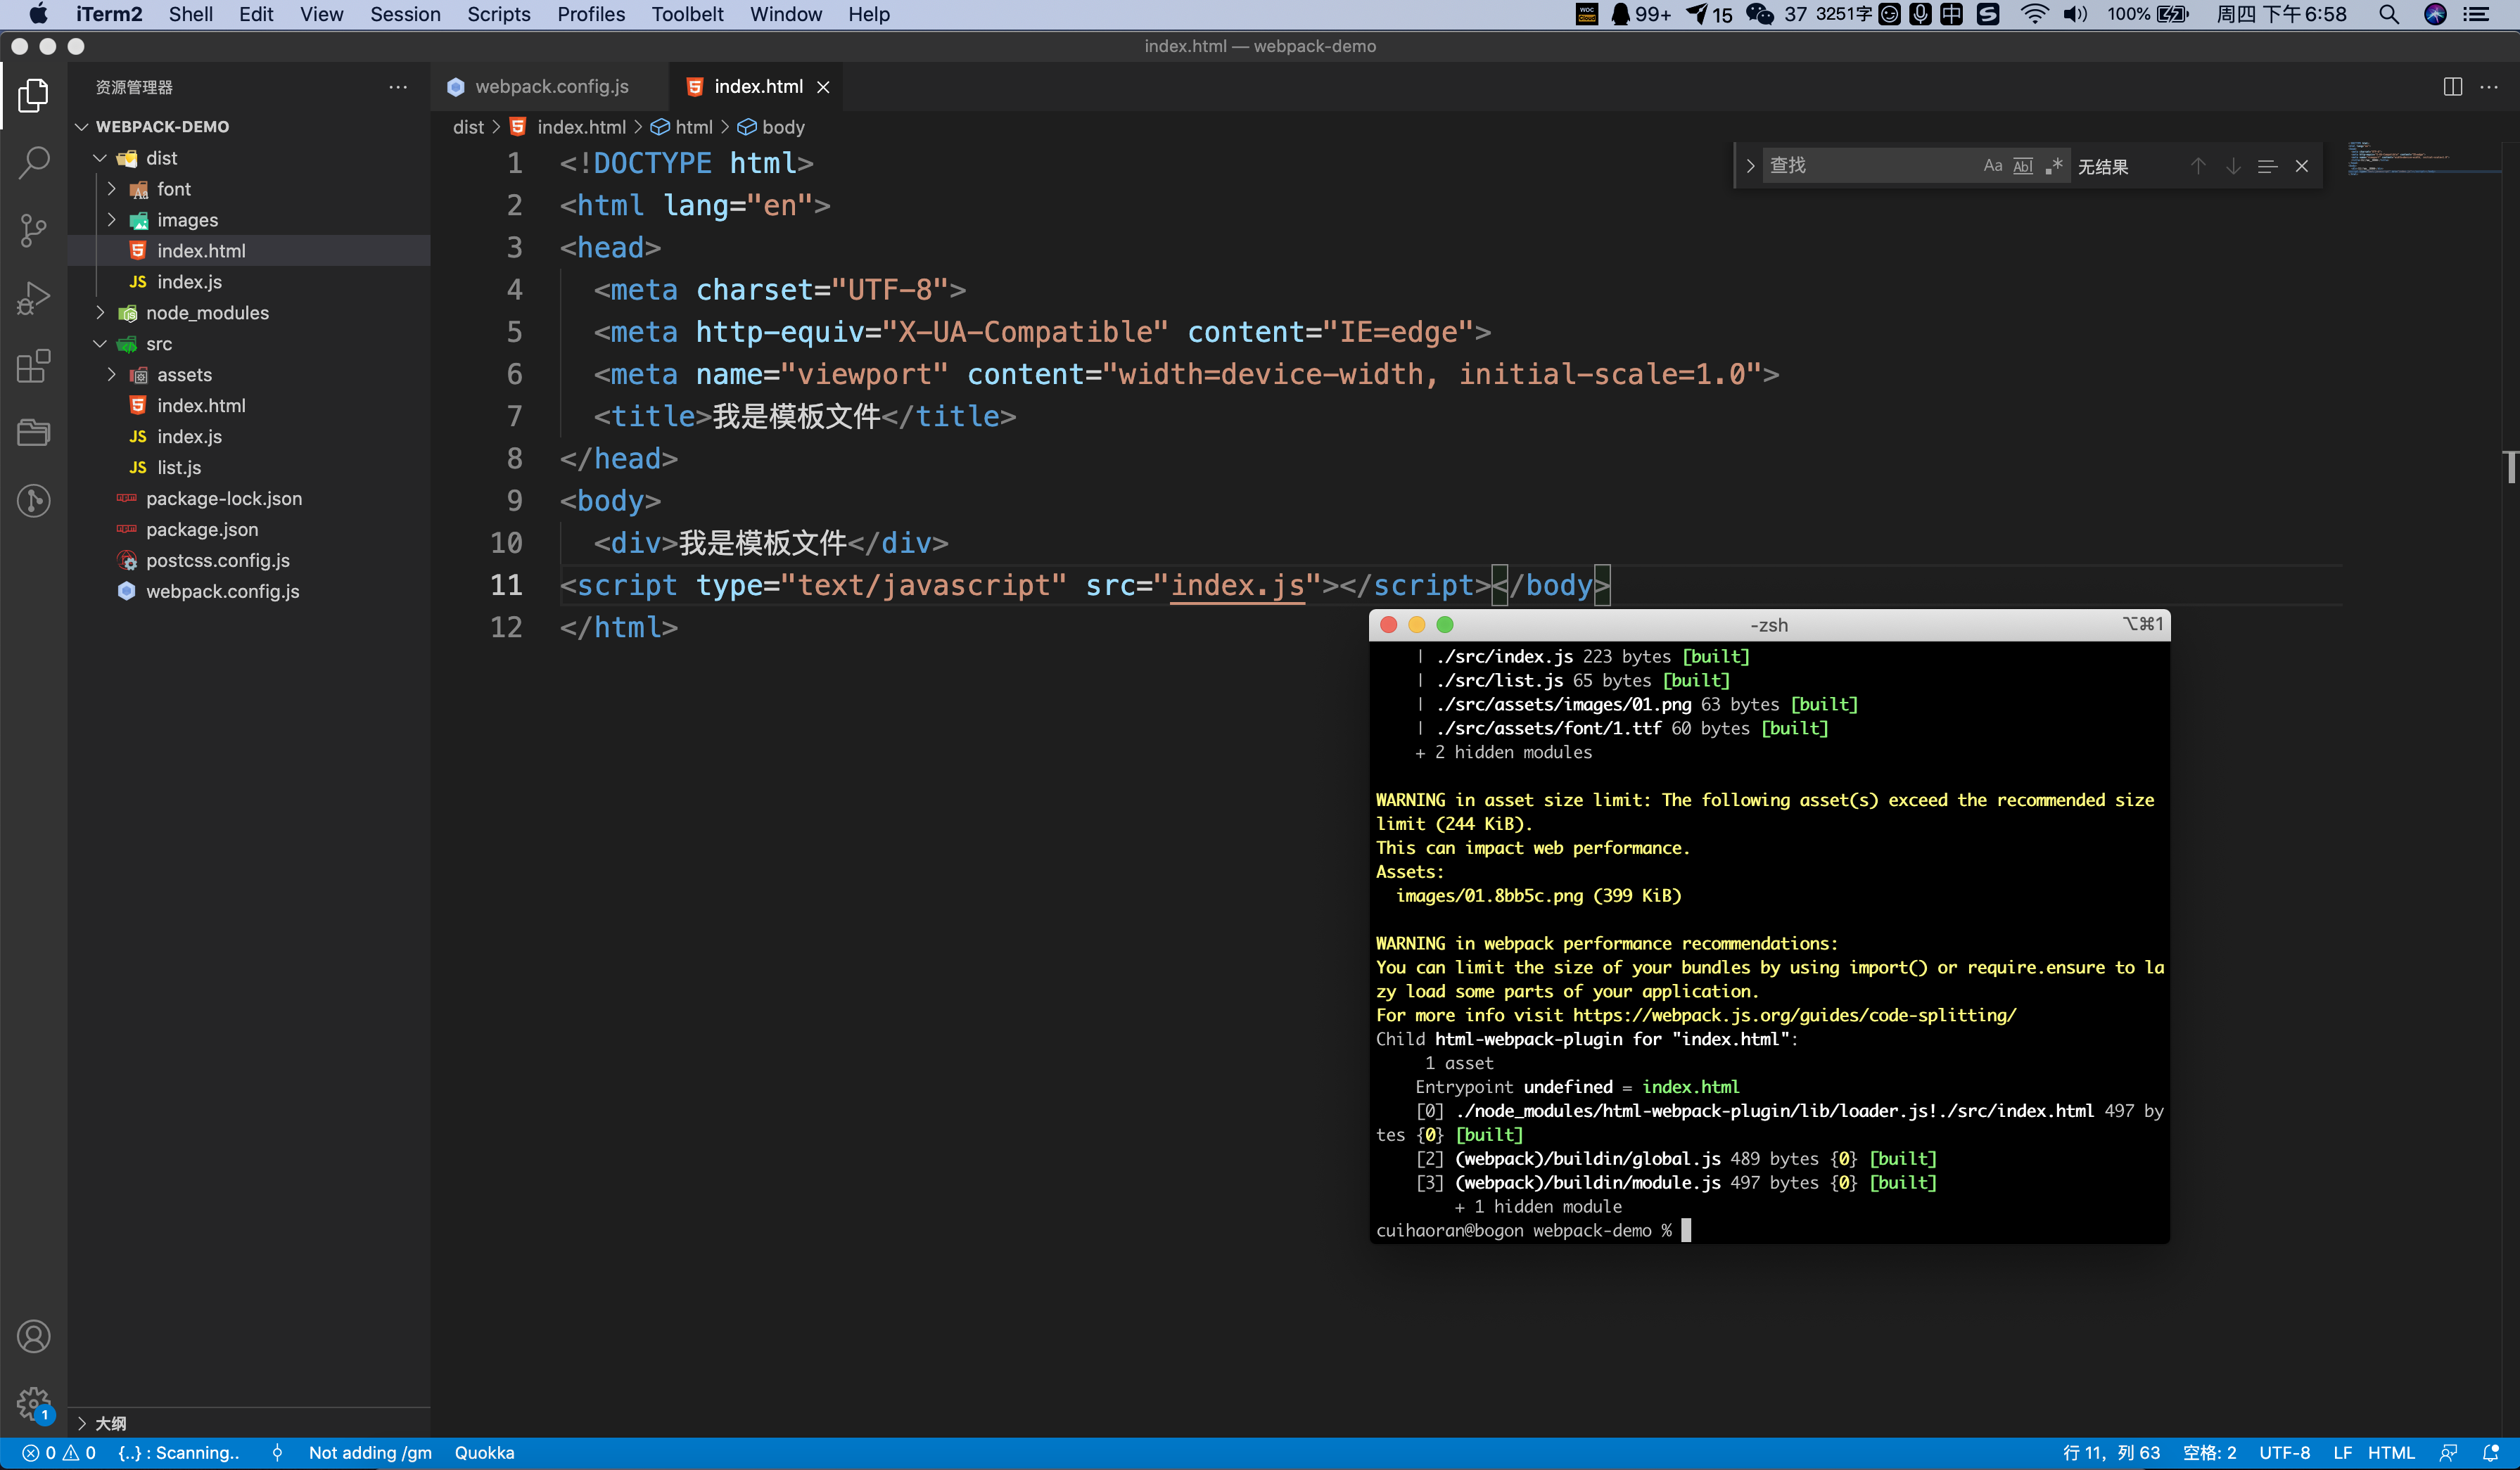 iTerm2 Shell Edit View Session Scripts Profiles Toolbelt Window Help
99+ 15 37 3251字 中 100% 周四 下午6:58
index.html — webpack-demo
资源管理器
WEBPACK-DEMO
dist
font
images
index.html
index.js
node_modules
src
assets
index.html
index.js
list.js
package-lock.json
package.json
postcss.config.js
webpack.config.js
大纲
webpack.config.js index.html
dist > index.html > html > body
查找 Aa Abl .* 无结果
1 <!DOCTYPE html>
2 <html lang="en">
3 <head>
4 <meta charset="UTF-8">
5 <meta http-equiv="X-UA-Compatible" content="IE=edge">
6 <meta name="viewport" content="width=device-width, initial-scale=1.0">
7 <title>我是模板文件</title>
8 </head>
9 <body>
10 <div>我是模板文件</div>
11 <script type="text/javascript" src="index.js"></script></body>
12 </html>
-zsh ⌥⌘1
| ./src/index.js 223 bytes [built]
| ./src/list.js 65 bytes [built]
| ./src/assets/images/01.png 63 bytes [built]
| ./src/assets/font/1.ttf 60 bytes [built]
+ 2 hidden modules
WARNING in asset size limit: The following asset(s) exceed the recommended size
limit (244 KiB).
This can impact web performance.
Assets:
images/01.8bb5c.png (399 KiB)
WARNING in webpack performance recommendations:
You can limit the size of your bundles by using import() or require.ensure to la
zy load some parts of your application.
For more info visit https://webpack.js.org/guides/code-splitting/
Child html-webpack-plugin for "index.html":
1 asset
Entrypoint undefined = index.html
[0] ./node_modules/html-webpack-plugin/lib/loader.js!./src/index.html 497 by
tes {0} [built]
[2] (webpack)/buildin/global.js 489 bytes {0} [built]
[3] (webpack)/buildin/module.js 497 bytes {0} [built]
+ 1 hidden module
cuihaoran@bogon webpack-demo %
1
0 0 {..} : Scanning.. Not adding /gm Quokka
行 11，列 63 空格: 2 UTF-8 LF HTML